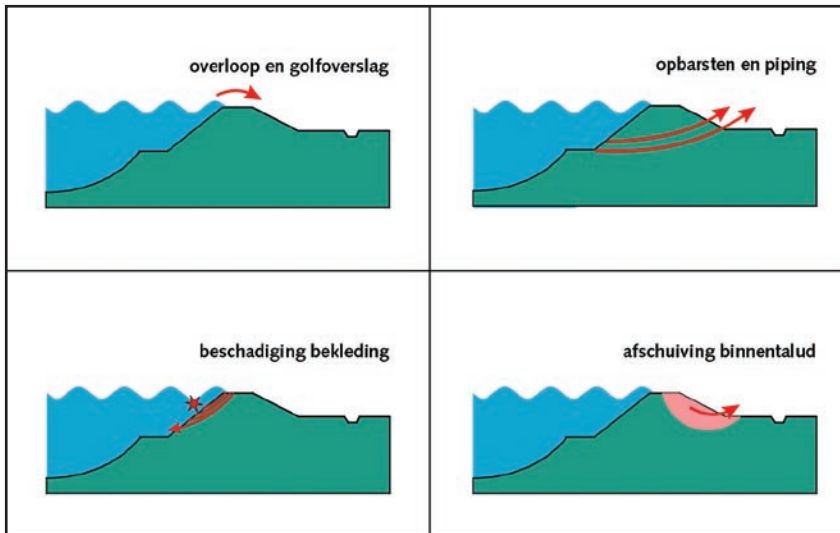 overloop en golfoverslag
opbarsten en piping
beschadiging bekleding
afschuiving binnentalud